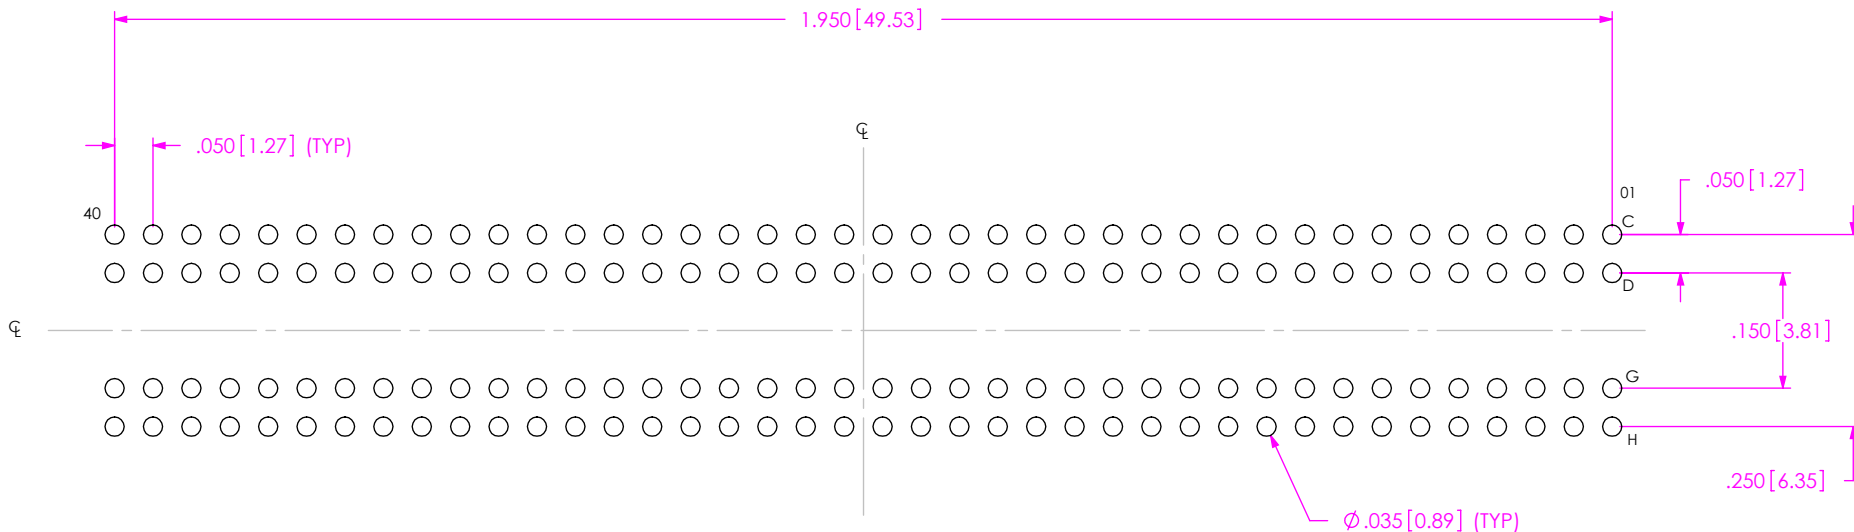 1.950[49.53]
℄
.050[1.27] (TYP)
.050[1.27]
01
40
C
D
℄
.150[3.81]
G
H
.250[6.35]
Ø.035[0.89] (TYP)